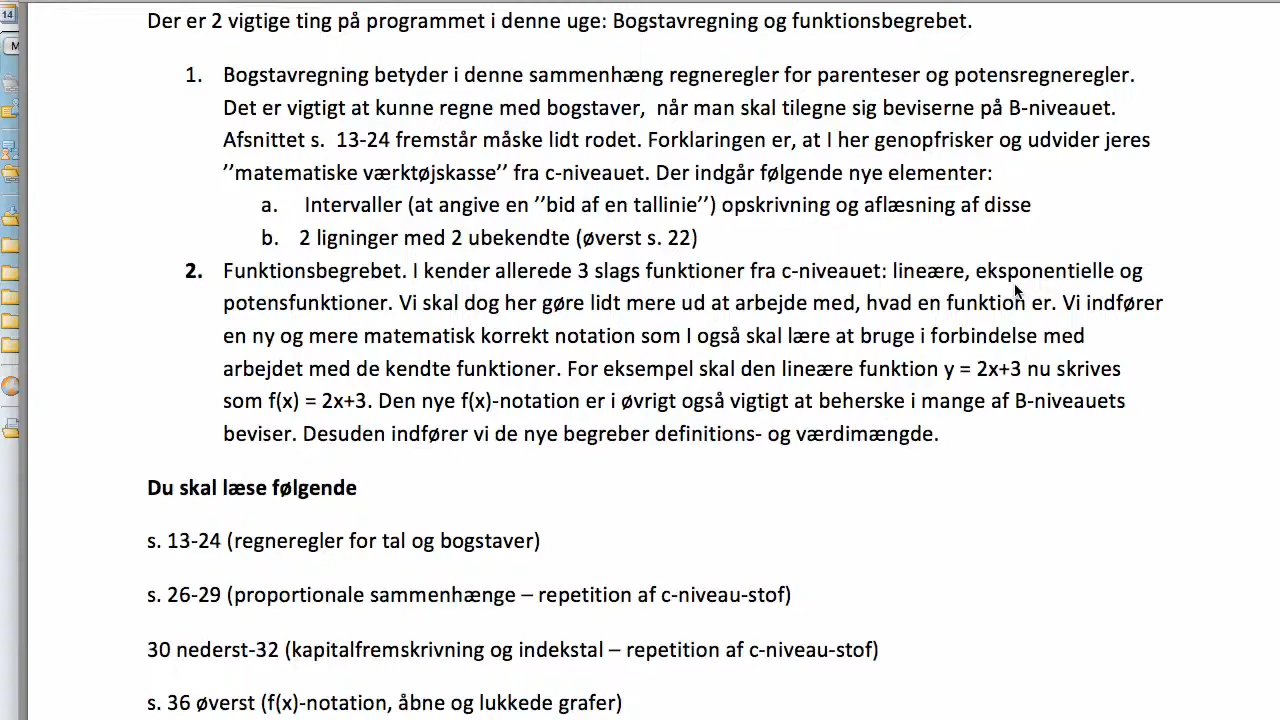 14
M
Der er 2 vigtige ting på programmet i denne uge: Bogstavregning og funktionsbegrebet.
1. Bogstavregning betyder i denne sammenhæng regneregler for parenteser og potensregneregler.
Det er vigtigt at kunne regne med bogstaver, når man skal tilegne sig beviserne på B-niveauet.
Afsnittet s. 13-24 fremstår måske lidt rodet. Forklaringen er, at I her genopfrisker og udvider jeres
’’matematiske værktøjskasse’’ fra c-niveauet. Der indgår følgende nye elementer:
a. Intervaller (at angive en ’’bid af en tallinie’’) opskrivning og aflæsning af disse
b. 2 ligninger med 2 ubekendte (øverst s. 22)
2. Funktionsbegrebet. I kender allerede 3 slags funktioner fra c-niveauet: lineære, eksponentielle og
potensfunktioner. Vi skal dog her gøre lidt mere ud at arbejde med, hvad en funktion er. Vi indfører
en ny og mere matematisk korrekt notation som I også skal lære at bruge i forbindelse med
arbejdet med de kendte funktioner. For eksempel skal den lineære funktion y = 2x+3 nu skrives
som f(x) = 2x+3. Den nye f(x)-notation er i øvrigt også vigtigt at beherske i mange af B-niveauets
beviser. Desuden indfører vi de nye begreber definitions- og værdimængde.
Du skal læse følgende
s. 13-24 (regneregler for tal og bogstaver)
s. 26-29 (proportionale sammenhænge – repetition af c-niveau-stof)
30 nederst-32 (kapitalfremskrivning og indekstal – repetition af c-niveau-stof)
s. 36 øverst (f(x)-notation, åbne og lukkede grafer)